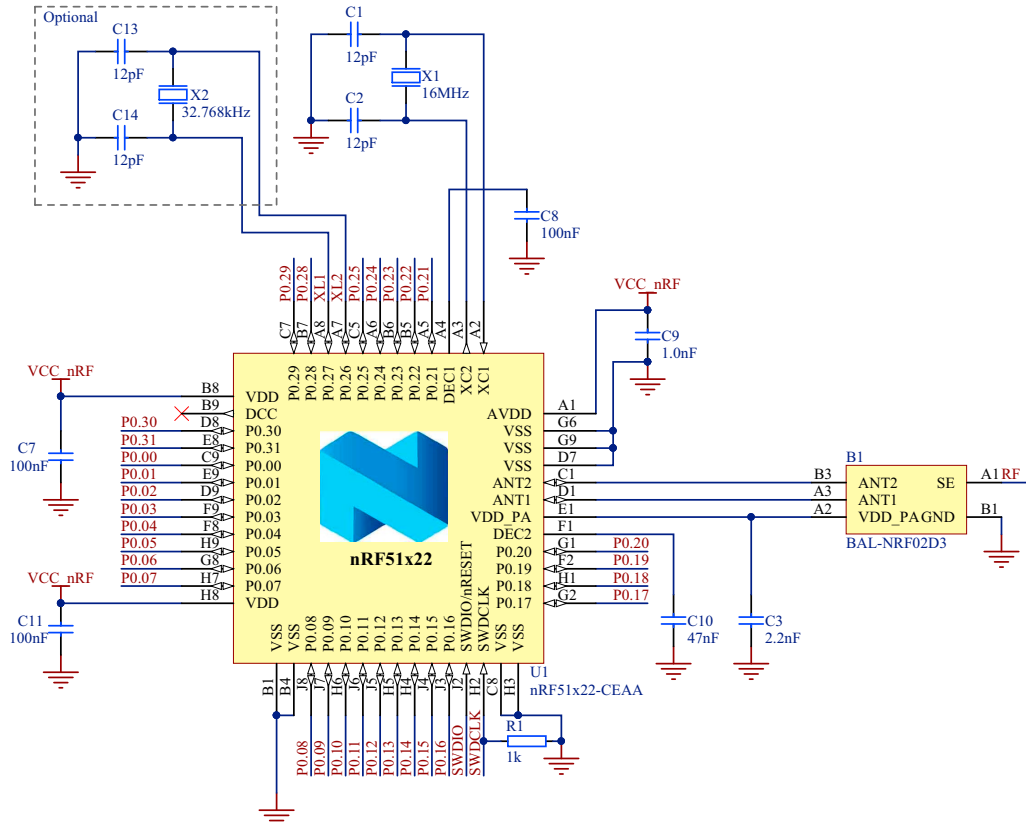 Optional
C13
12pF
X2
32.768kHz
C14
12pF
C1
12pF
X1
16MHz
C2
12pF
C8
100nF
P0.29
P0.28
XL1
XL2
P0.25
P0.24
P0.23
P0.22
P0.21
C7
B7
A8
A7
C5
A6
B6
B5
A5
A4
A3
A2
P0.29
P0.28
P0.27
P0.26
P0.25
P0.24
P0.23
P0.22
P0.21
DEC1
XC2
XC1
VCC_nRF
C9
1.0nF
VCC_nRF
C7
100nF
B8 VDD
B9 DCC
P0.30 D8 P0.30
P0.31 E8 P0.31
P0.00 C9 P0.00
P0.01 E9 P0.01
P0.02 D9 P0.02
P0.03 F9 P0.03
P0.04 F8 P0.04
P0.05 H9 P0.05
P0.06 G8 P0.06
P0.07 H7 P0.07
H8 VDD
VCC_nRF
C11
100nF
nRF51x22
AVDD A1
VSS G6
VSS G9
VSS D7
ANT2 C1
ANT1 D1
VDD_PA E1
DEC2 F1
P0.20 G1 P0.20
P0.19 F2 P0.19
P0.18 H1 P0.18
P0.17 G2 P0.17
B1
B3 ANT2
A3 ANT1
A2 VDD_PA
SE A1 RF
GND B1
BAL-NRF02D3
C10
47nF
C3
2.2nF
VSS
VSS
P0.08
P0.09
P0.10
P0.11
P0.12
P0.13
P0.14
P0.15
P0.16
SWDIO/nRESET
SWDCLK
VSS
VSS
U1
nRF51x22-CEAA
B1
B4
J8
J7
H6
J6
J5
H5
H4
J4
J3
J2
H2
C8
H3
P0.08
P0.09
P0.10
P0.11
P0.12
P0.13
P0.14
P0.15
P0.16
SWDIO
SWDCLK
R1
1k